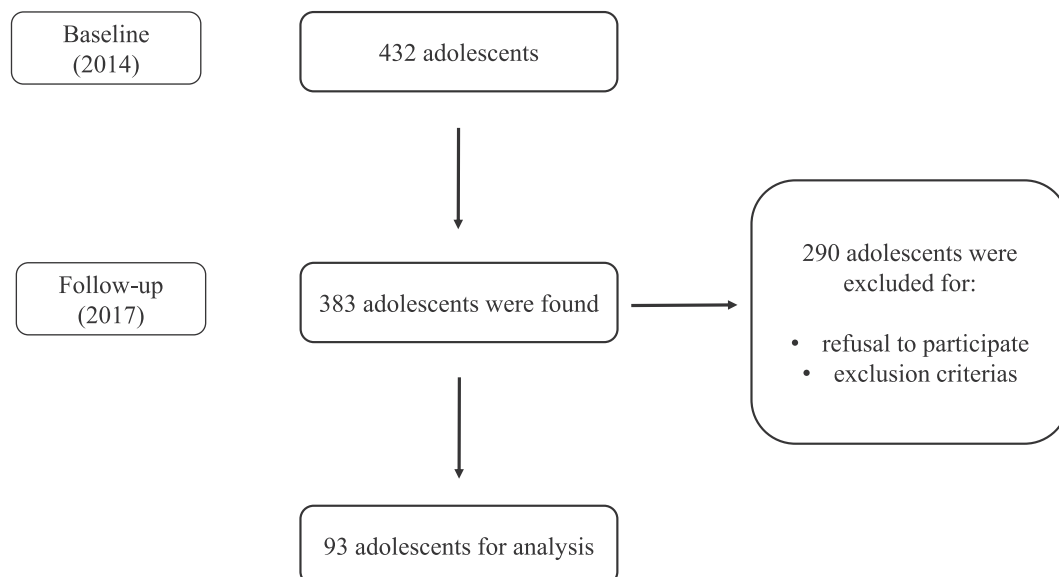 Baseline
(2014)
432 adolescents
Follow-up
(2017)
383 adolescents were found
290 adolescents were
excluded for:
• refusal to participate
• exclusion criterias
93 adolescents for analysis